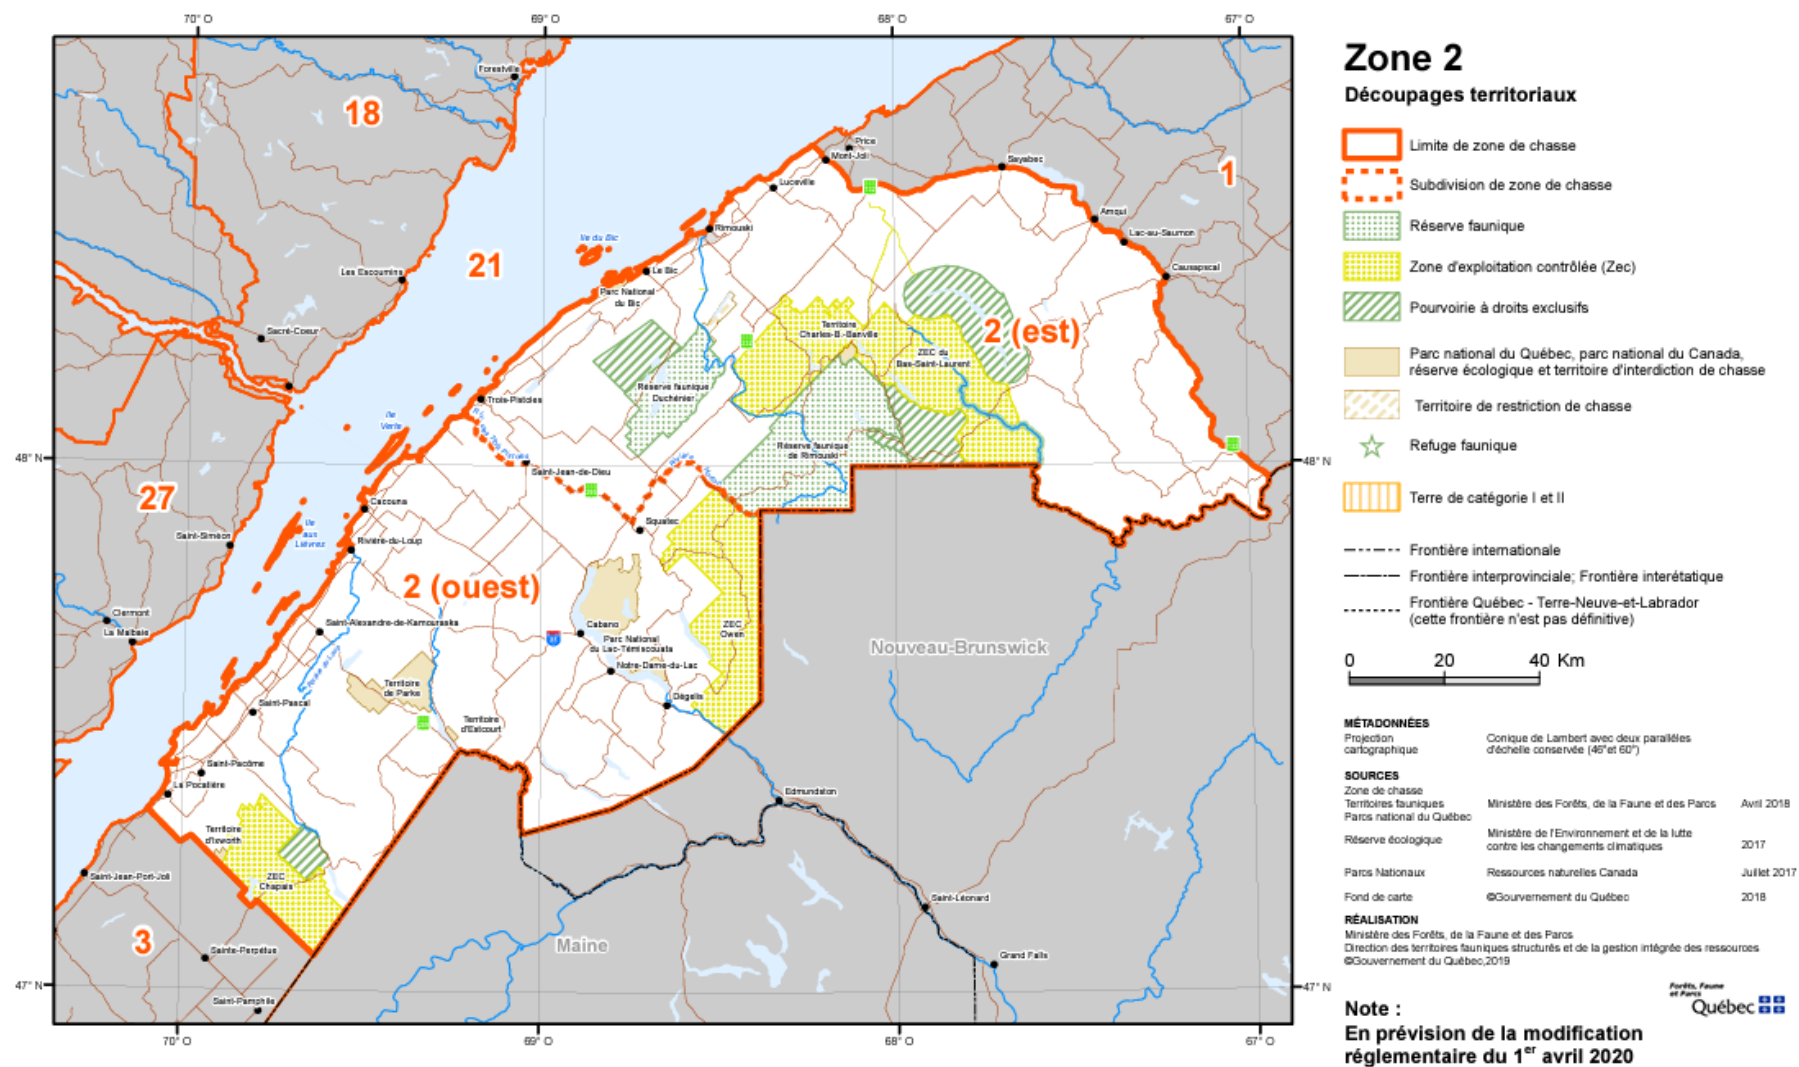 70° O
69° O
68° O
67° O
Forestville
18
Price
Mont-Joli
Sayabec
1
Luceville
Amqui
Rimouski
Lac-au-Saumon
Ile du Bic
21
Les Escoumins
Le Bic
Causapscal
Parc National
du Bic
Sacré-Coeur
Territoire
Charles-B.-Banville
2 (est)
ZEC du
Bas-Saint-Laurent
Réserve faunique
Duchénier
Trois-Pistoles
Ile
Verte
48° N
Réserve faunique
de Rimouski
48° N
Saint-Jean-de-Dieu
27
Cacouna
Ile
aux
Lièvres
Squatec
Saint-Siméon
Rivière-du-Loup
2 (ouest)
Clermont
La Malbaie
Saint-Alexandre-de-Kamouraska
Cabano
ZEC
Owen
Parc National
du Lac-Témiscouata
Nouveau-Brunswick
Notre-Dame-du-Lac
Territoire
de Parke
Dégelis
Saint-Pascal
Territoire
d'Estcourt
Saint-Pacôme
La Pocatière
Edmundston
Territoire
d'Ixworth
Saint-Jean-Port-Joli
ZEC
Chapais
Saint-Léonard
3
Maine
Sainte-Perpétue
Grand Falls
47° N
47° N
Saint-Pamphile
70° O
69° O
68° O
67° O
Zone 2
Découpages territoriaux
Limite de zone de chasse
Subdivision de zone de chasse
Réserve faunique
Zone d'exploitation contrôlée (Zec)
Pourvoirie à droits exclusifs
Parc national du Québec, parc national du Canada,
réserve écologique et territoire d'interdiction de chasse
Territoire de restriction de chasse
Refuge faunique
Terre de catégorie I et II
Frontière internationale
Frontière interprovinciale; Frontière interétatique
Frontière Québec - Terre-Neuve-et-Labrador
(cette frontière n'est pas définitive)
0 20 40 Km
MÉTADONNÉES
Projection Conique de Lambert avec deux parallèles
cartographique d'échelle conservée (46°et 60°)
SOURCES
Zone de chasse
Territoires fauniques Ministère des Forêts, de la Faune et des Parcs Avril 2018
Parcs national du Québec
Réserve écologique Ministère de l'Environnement et de la lutte
contre les changements climatiques 2017
Parcs Nationaux Ressources naturelles Canada Juillet 2017
Fond de carte ©Gourvernement du Québec 2018
RÉALISATION
Ministère des Forêts, de la Faune et des Parcs
Direction des territoires fauniques structurés et de la gestion intégrée des ressources
©Gouvernement du Québec,2019
Forêts, Faune
et Parcs
Québec
Note :
En prévision de la modification
réglementaire du 1er avril 2020